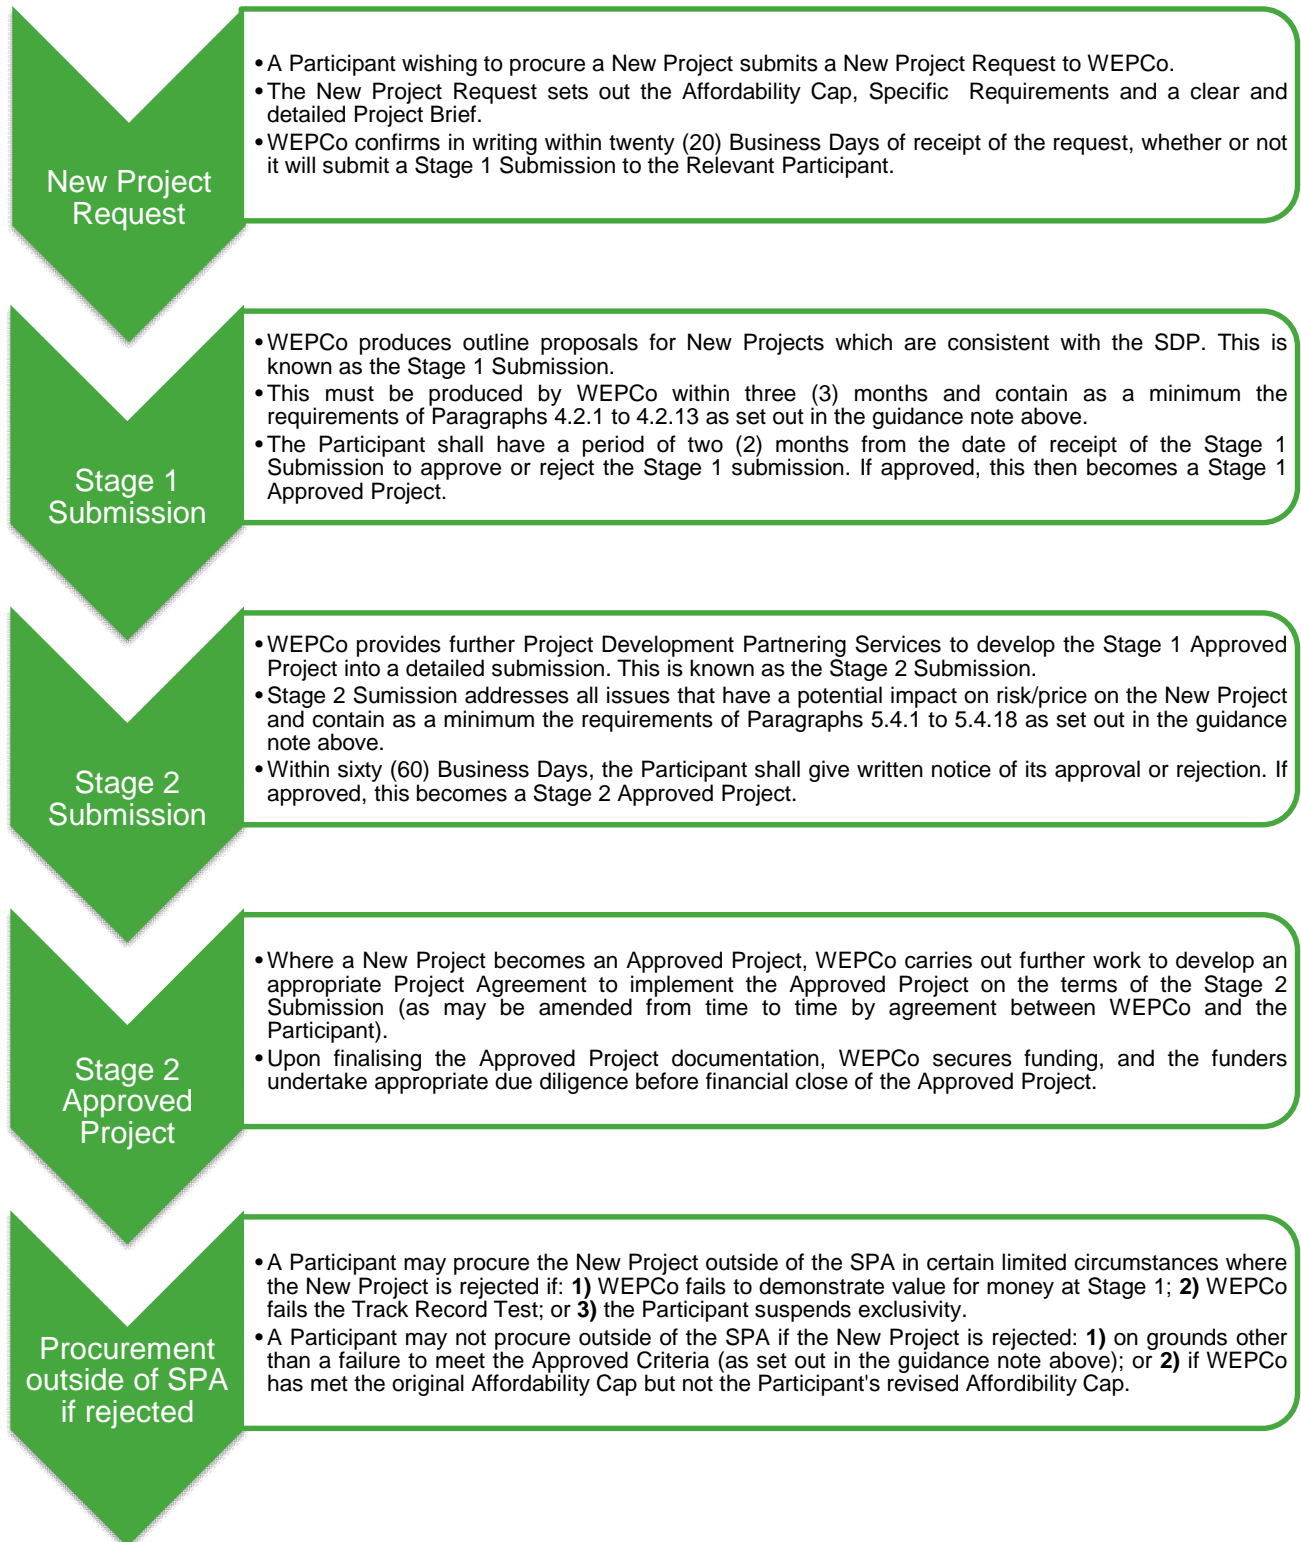 New Project
Request
•A Participant wishing to procure a New Project submits a New Project Request to WEPCo.
•The New Project Request sets out the Affordability Cap, Specific Requirements and a clear and
detailed Project Brief.
•WEPCo confirms in writing within twenty (20) Business Days of receipt of the request, whether or not
it will submit a Stage 1 Submission to the Relevant Participant.
Stage 1
Submission
•WEPCo produces outline proposals for New Projects which are consistent with the SDP. This is
known as the Stage 1 Submission.
•This must be produced by WEPCo within three (3) months and contain as a minimum the
requirements of Paragraphs 4.2.1 to 4.2.13 as set out in the guidance note above.
•The Participant shall have a period of two (2) months from the date of receipt of the Stage 1
Submission to approve or reject the Stage 1 submission. If approved, this then becomes a Stage 1
Approved Project.
Stage 2
Submission
•WEPCo provides further Project Development Partnering Services to develop the Stage 1 Approved
Project into a detailed submission. This is known as the Stage 2 Submission.
•Stage 2 Sumission addresses all issues that have a potential impact on risk/price on the New Project
and contain as a minimum the requirements of Paragraphs 5.4.1 to 5.4.18 as set out in the guidance
note above.
•Within sixty (60) Business Days, the Participant shall give written notice of its approval or rejection. If
approved, this becomes a Stage 2 Approved Project.
Stage 2
Approved
Project
•Where a New Project becomes an Approved Project, WEPCo carries out further work to develop an
appropriate Project Agreement to implement the Approved Project on the terms of the Stage 2
Submission (as may be amended from time to time by agreement between WEPCo and the
Participant).
•Upon finalising the Approved Project documentation, WEPCo secures funding, and the funders
undertake appropriate due diligence before financial close of the Approved Project.
Procurement
outside of SPA
if rejected
•A Participant may procure the New Project outside of the SPA in certain limited circumstances where
the New Project is rejected if: 1) WEPCo fails to demonstrate value for money at Stage 1; 2) WEPCo
fails the Track Record Test; or 3) the Participant suspends exclusivity.
•A Participant may not procure outside of the SPA if the New Project is rejected: 1) on grounds other
than a failure to meet the Approved Criteria (as set out in the guidance note above); or 2) if WEPCo
has met the original Affordability Cap but not the Participant's revised Affordibility Cap.